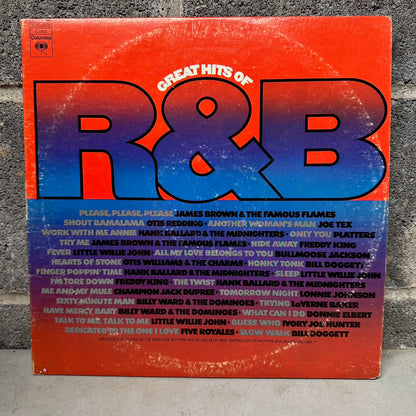 Columbia
GREAT HITS OF
R&B
PLEASE, PLEASE, PLEASE JAMES BROWN & THE FAMOUS FLAMES
SHOUT BAMALAMA OTIS REDDING • ANOTHER WOMAN'S MAN JOE TEX
WORK WITH ME ANNIE HANK BALLARD & THE MIDNIGHTERS • ONLY YOU PLATTERS
TRY ME JAMES BROWN & THE FAMOUS FLAMES • HIDE AWAY FREDDY KING
FEVER LITTLE WILLIE JOHN • ALL MY LOVE BELONGS TO YOU BULLMOOSE JACKSON
HEARTS OF STONE OTIS WILLIAMS & THE CHARMS • HONKY TONK BILL DOGGETT
FINGER POPPIN' TIME HANK BALLARD & THE MIDNIGHTERS • SLEEP LITTLE WILLIE JOHN
I'M TORE DOWN FREDDY KING • THE TWIST HANK BALLARD & THE MIDNIGHTERS
ME AND MY MULE CHAMPION JACK DUPREE • TOMORROW NIGHT LONNIE JOHNSON
SIXTY MINUTE MAN BILLY WARD & THE DOMINOES • TRYING LaVERNE BAKER
HAVE MERCY BABY BILLY WARD & THE DOMINOES • WHAT CAN I DO DONNIE ELBERT
TALK TO ME, TALK TO ME LITTLE WILLIE JOHN • GUESS WHO IVORY JOE HUNTER
DEDICATED TO THE ONE I LOVE FIVE ROYALES • SLOW WALK BILL DOGGETT